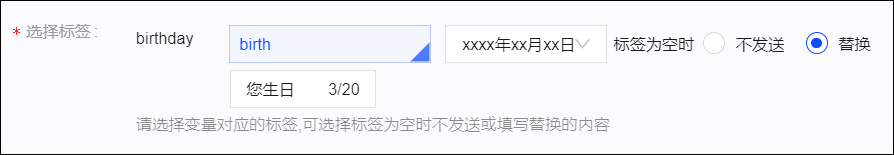 * 选择标签: birthday birth xxxx年xx月xx日 标签为空时 不发送 替换
您生日 3/20
请选择变量对应的标签,可选择标签为空时不发送或填写替换的内容